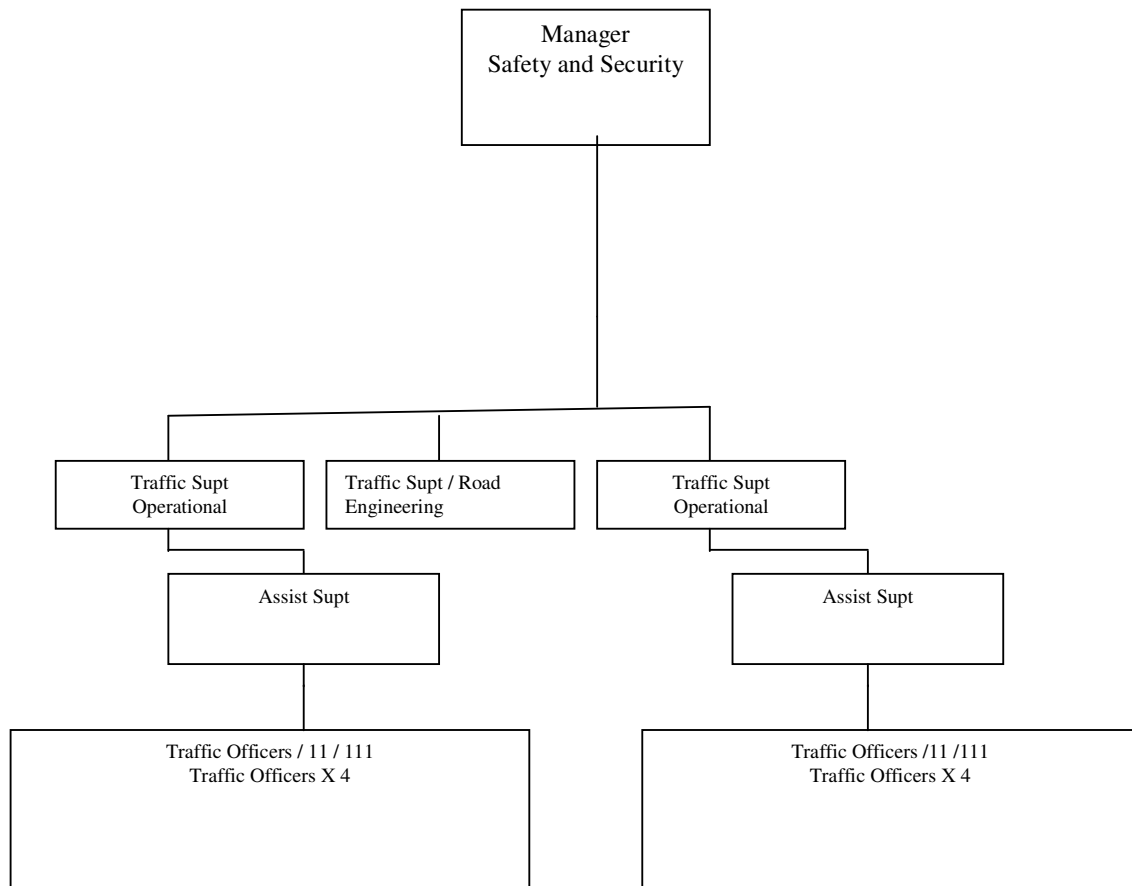 Manager
Safety and Security
Traffic Supt
Operational
Traffic Supt / Road
Engineering
Traffic Supt
Operational
Assist Supt
Assist Supt
Traffic Officers / 11 / 111
Traffic Officers X 4
Traffic Officers /11 /111
Traffic Officers X 4